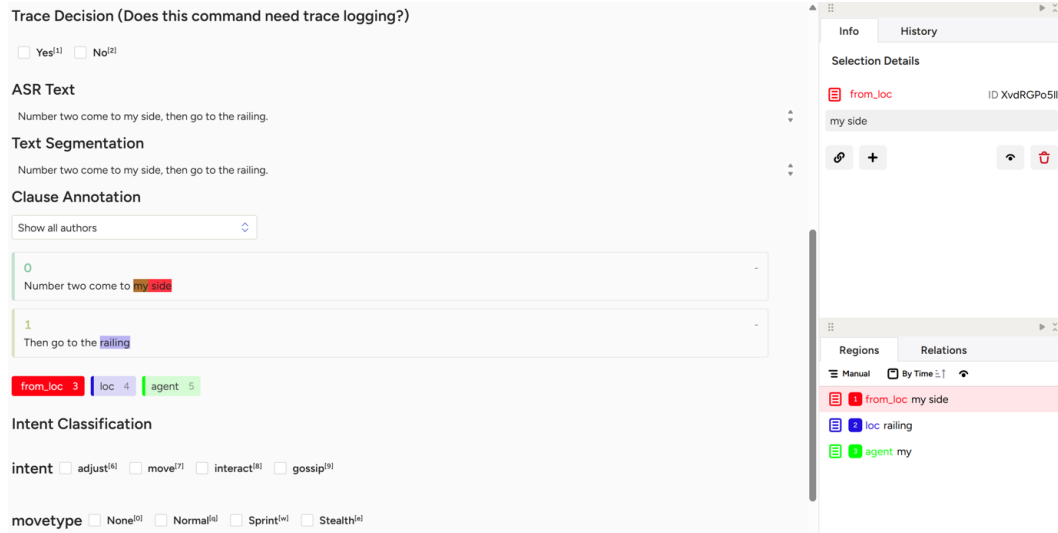 Trace Decision (Does this command need trace logging?)
Yes[1] No[2]
ASR Text
Number two come to my side, then go to the railing.
Text Segmentation
Number two come to my side, then go to the railing.
Clause Annotation
Show all authors
0 -
Number two come to my side
1 -
Then go to the railing
from_loc 3 loc 4 agent 5
Intent Classification
intent adjust[6] move[7] interact[8] gossip[9]
movetype None[0] Normal[q] Sprint[w] Stealth[e]
Info History
Selection Details
from_loc ID XvdRGPo5Il
my side
Regions Relations
Manual By Time
1 from_loc my side
2 loc railing
3 agent my